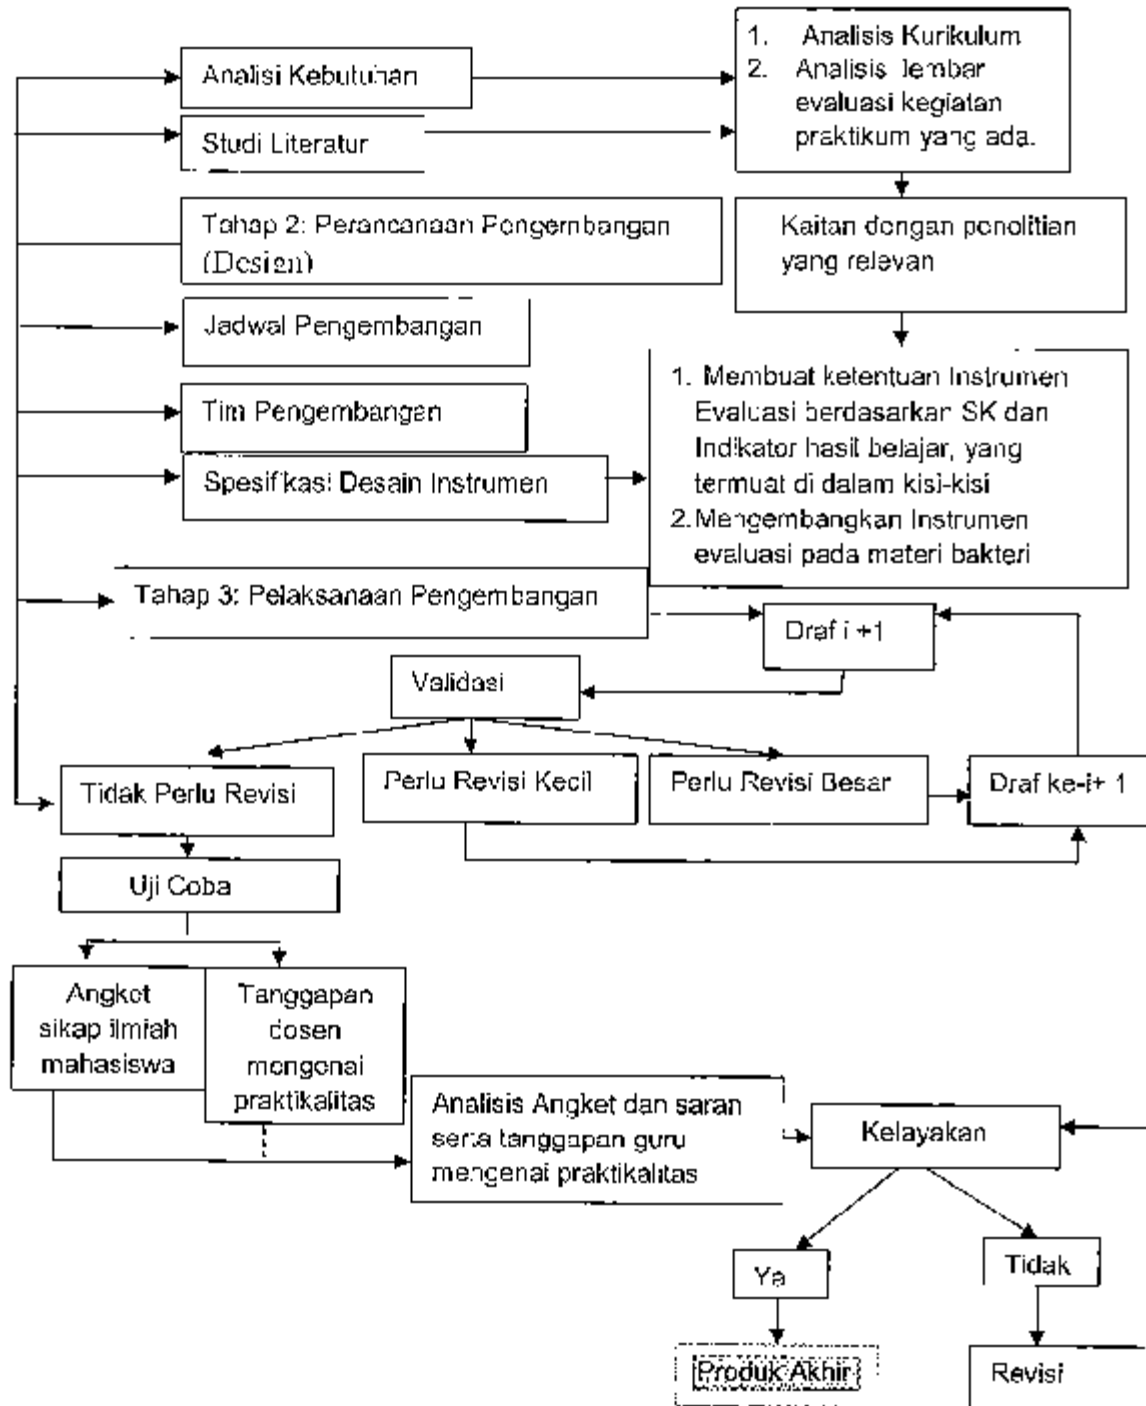 1. Analisis Kurikulum
2. Analisis lembar
evaluasi kegiatan
praktikum yang ada.
Analisi Kebutuhan
Studi Literatur
Tahap 2: Perancanaan Pengembangan
(Design)
Kaitan dengan penelitian
yang relevan
Jadwal Pengembangan
Tim Pengembangan
Spesifikasi Desain Instrumen
1. Membuat ketentuan Instrumen
Evaluasi berdasarkan SK dan
Indikator hasil belajar, yang
termuat di dalam kisi-kisi
2.Mengembangkan Instrumen
evaluasi pada materi bakteri
Tahap 3: Pelaksanaan Pengembangan
Draf i +1
Validasi
Tidak Perlu Revisi
Perlu Revisi Kecil
Perlu Revisi Besar
Draf ke-i+ 1
Uji Coba
Angket
sikap ilmiah
mahasiswa
Tanggapan
dosen
mengenai
praktikalitas
Analisis Angket dan saran
serta tanggapan guru
mengenai praktikalitas
Kelayakan
Ya
Tidak
Produk Akhir
Revisi